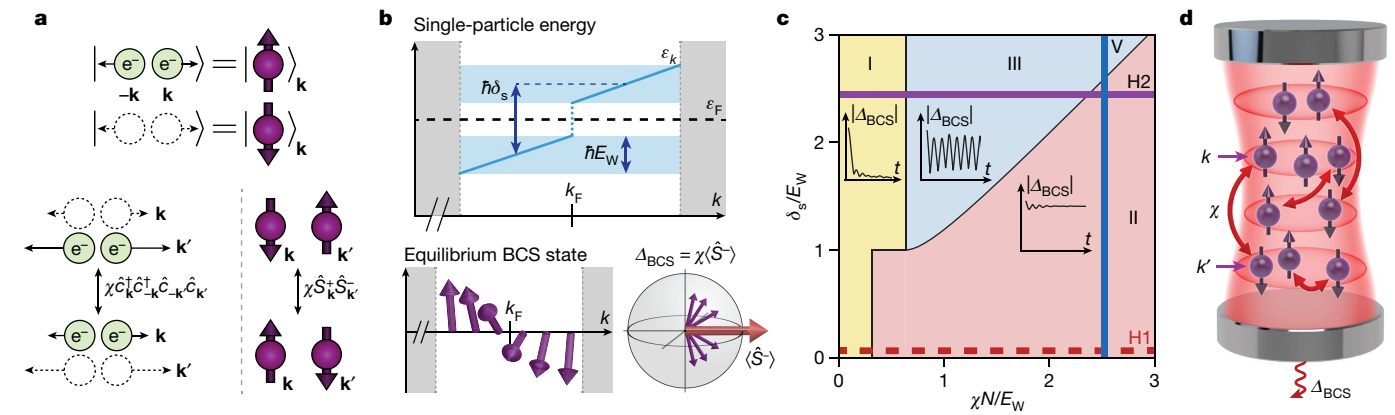 a
| e⁻ e⁻ ⟩ = | ⟩k
−k k
| ⟩ = | ⟩k
k
e⁻ e⁻ k′
χĉ†kĉ†−kĉ−k′ĉk′
e⁻ e⁻ k
k′
k k′
χŜ⁺kŜ⁻k′
k k′
b
Single-particle energy
εk
ħδs
εF
ħEW
kF
k
Equilibrium BCS state
kF
k
ΔBCS = χ⟨Ŝ⁻⟩
⟨Ŝ⁻⟩
c
3
2
1
0
δs/EW
I
III
V
H2
|ΔBCS|
t
|ΔBCS|
t
|ΔBCS|
t
II
H1
0 1 2 3
χN/EW
d
k
χ
k′
ΔBCS